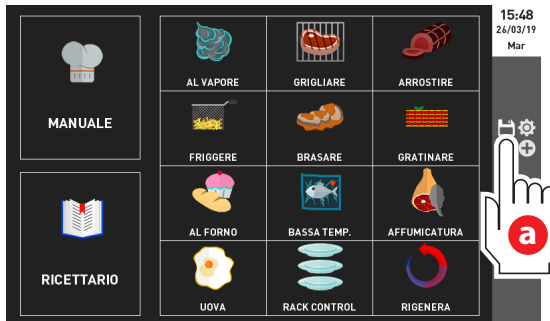 15:48
26/03/19
Mar
MANUALE
RICETTARIO
AL VAPORE
GRIGLIARE
ARROSTIRE
FRIGGERE
BRASARE
GRATINARE
AL FORNO
BASSA TEMP.
AFFUMICATURA
UOVA
RACK CONTROL
RIGENERA
a